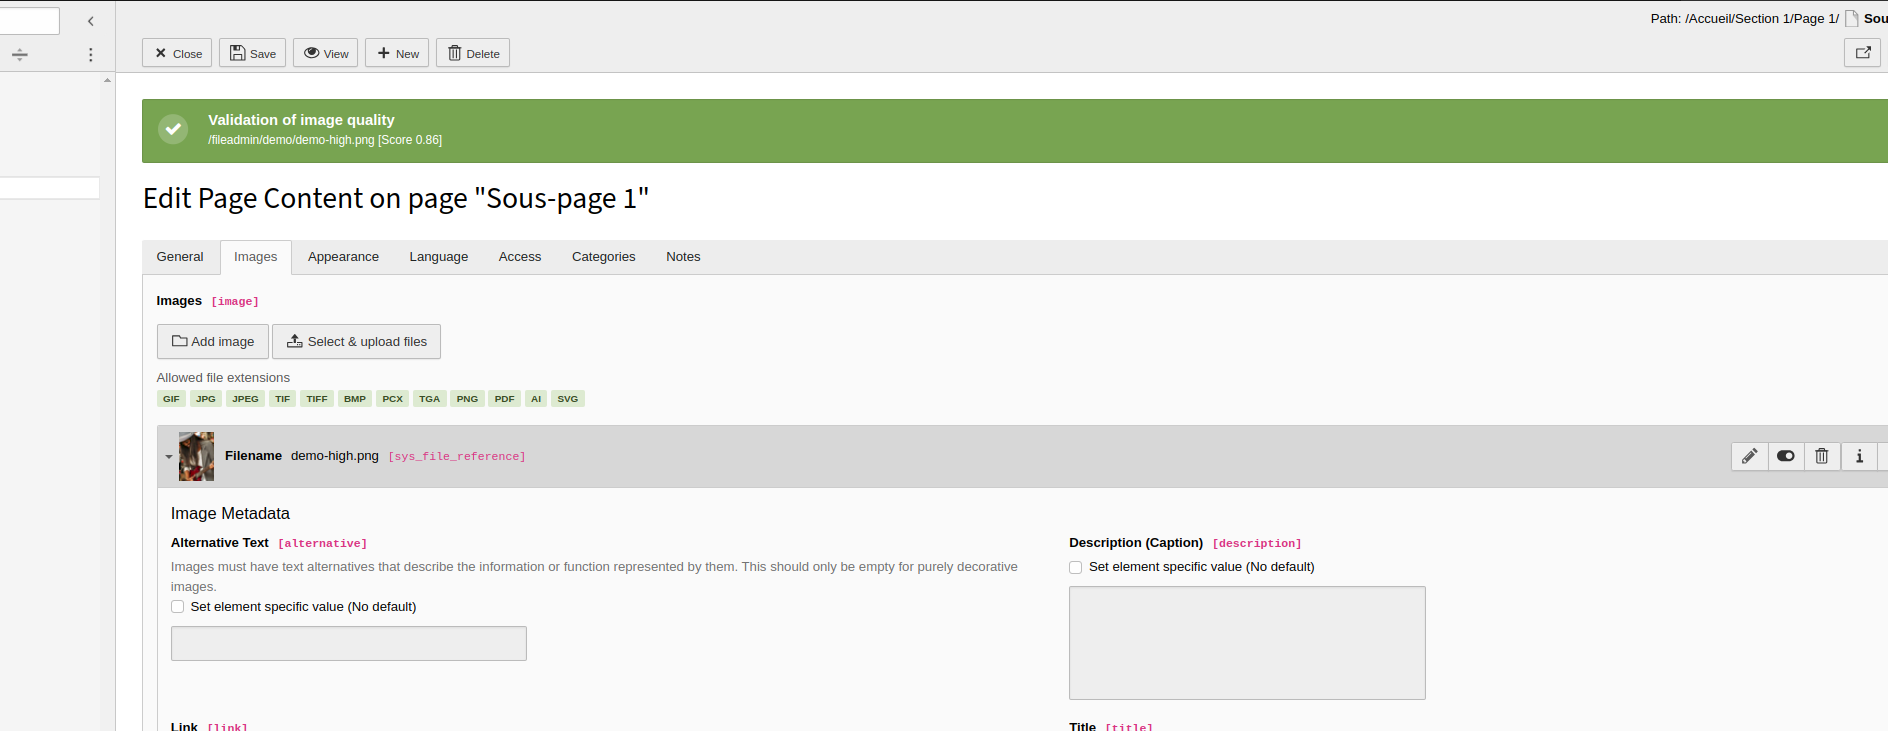 Path: /Accueil/Section 1/Page 1/
Close Save View New Delete
Validation of image quality
/fileadmin/demo/demo-high.png [Score 0.86]
Edit Page Content on page "Sous-page 1"
General Images Appearance Language Access Categories Notes
Images [image]
Add image Select & upload files
Allowed file extensions
GIF JPG JPEG TIF TIFF BMP PCX TGA PNG PDF AI SVG
Filename demo-high.png [sys_file_reference]
Image Metadata
Alternative Text [alternative]
Images must have text alternatives that describe the information or function represented by them. This should only be empty for purely decorative
images.
Set element specific value (No default)
Description (Caption) [description]
Set element specific value (No default)
Link [link]
Title [title]